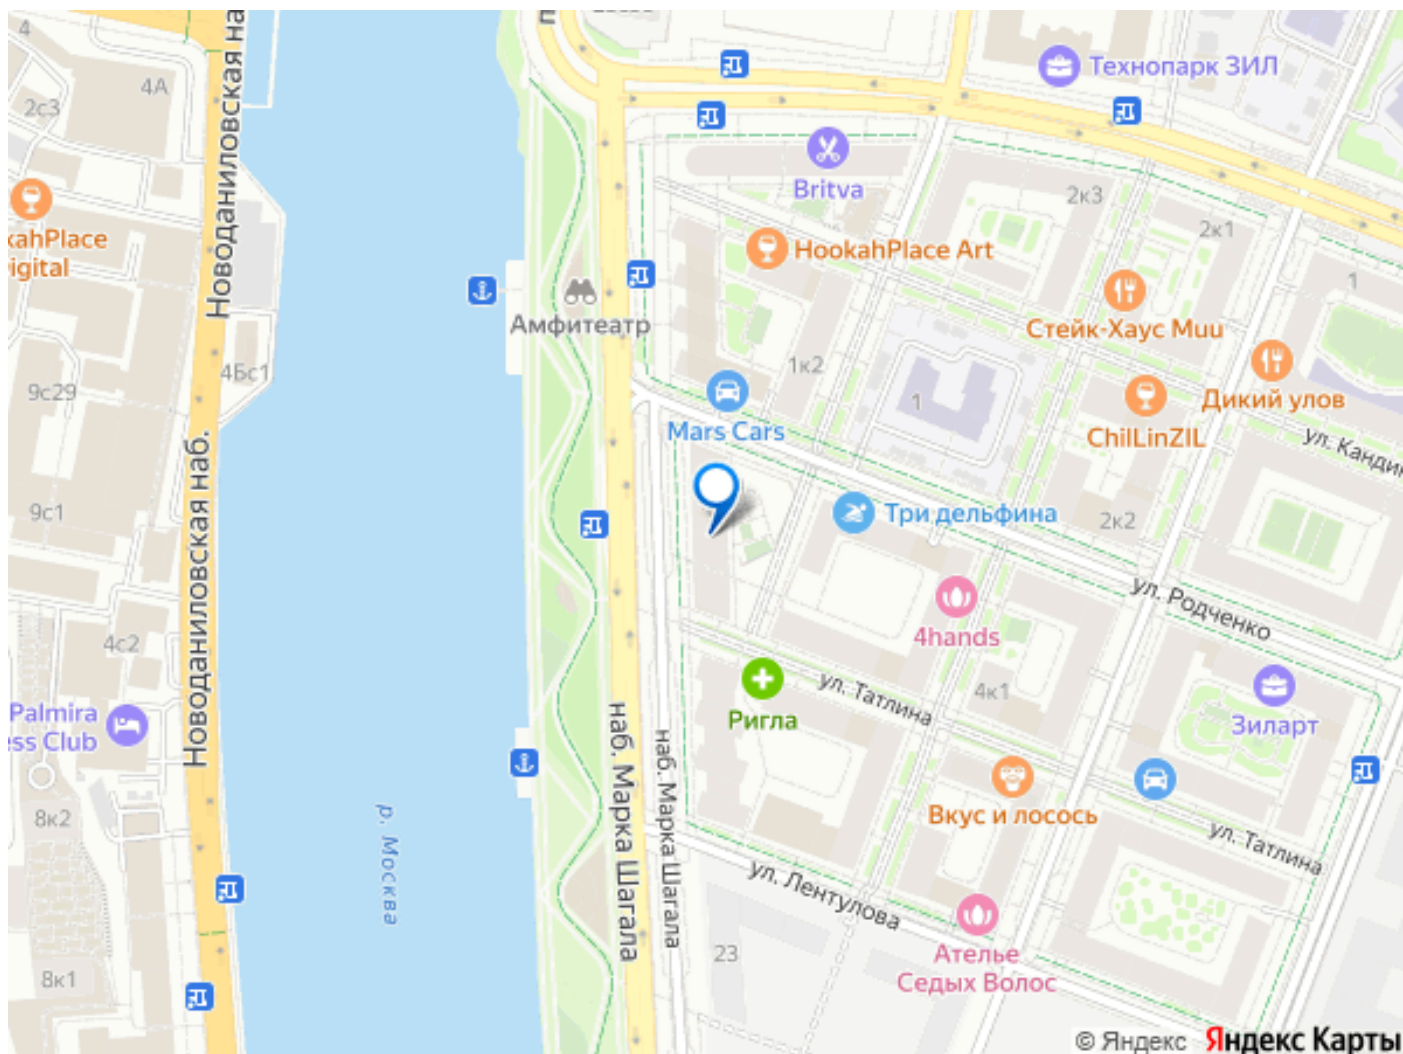 4
4А
2с3
Новоданиловская на
Технопарк ЗИЛ
Britva
2к3
2к1
kahPlace
igital
HookahPlace Art
1
Амфитеатр
Стейк-Хаус Muu
4Бс1
1к2
9с29
1
Дикий улов
Mars Cars
ChilLinZIL
ул. Кандин
Новоданиловская наб.
9с1
Три дельфина
2к2
ул. Родченко
4hands
4с2
4к1
ул. Татлина
Зиларт
Palmira
ess Club
Ригла
наб. Марка Шагала
наб. Марка Шагала
Вкус и лосось
8к2
р. Москва
ул. Татлина
ул. Лентулова
23
Ателье
Седых Волос
8к1
© Яндекс Яндекс Карты